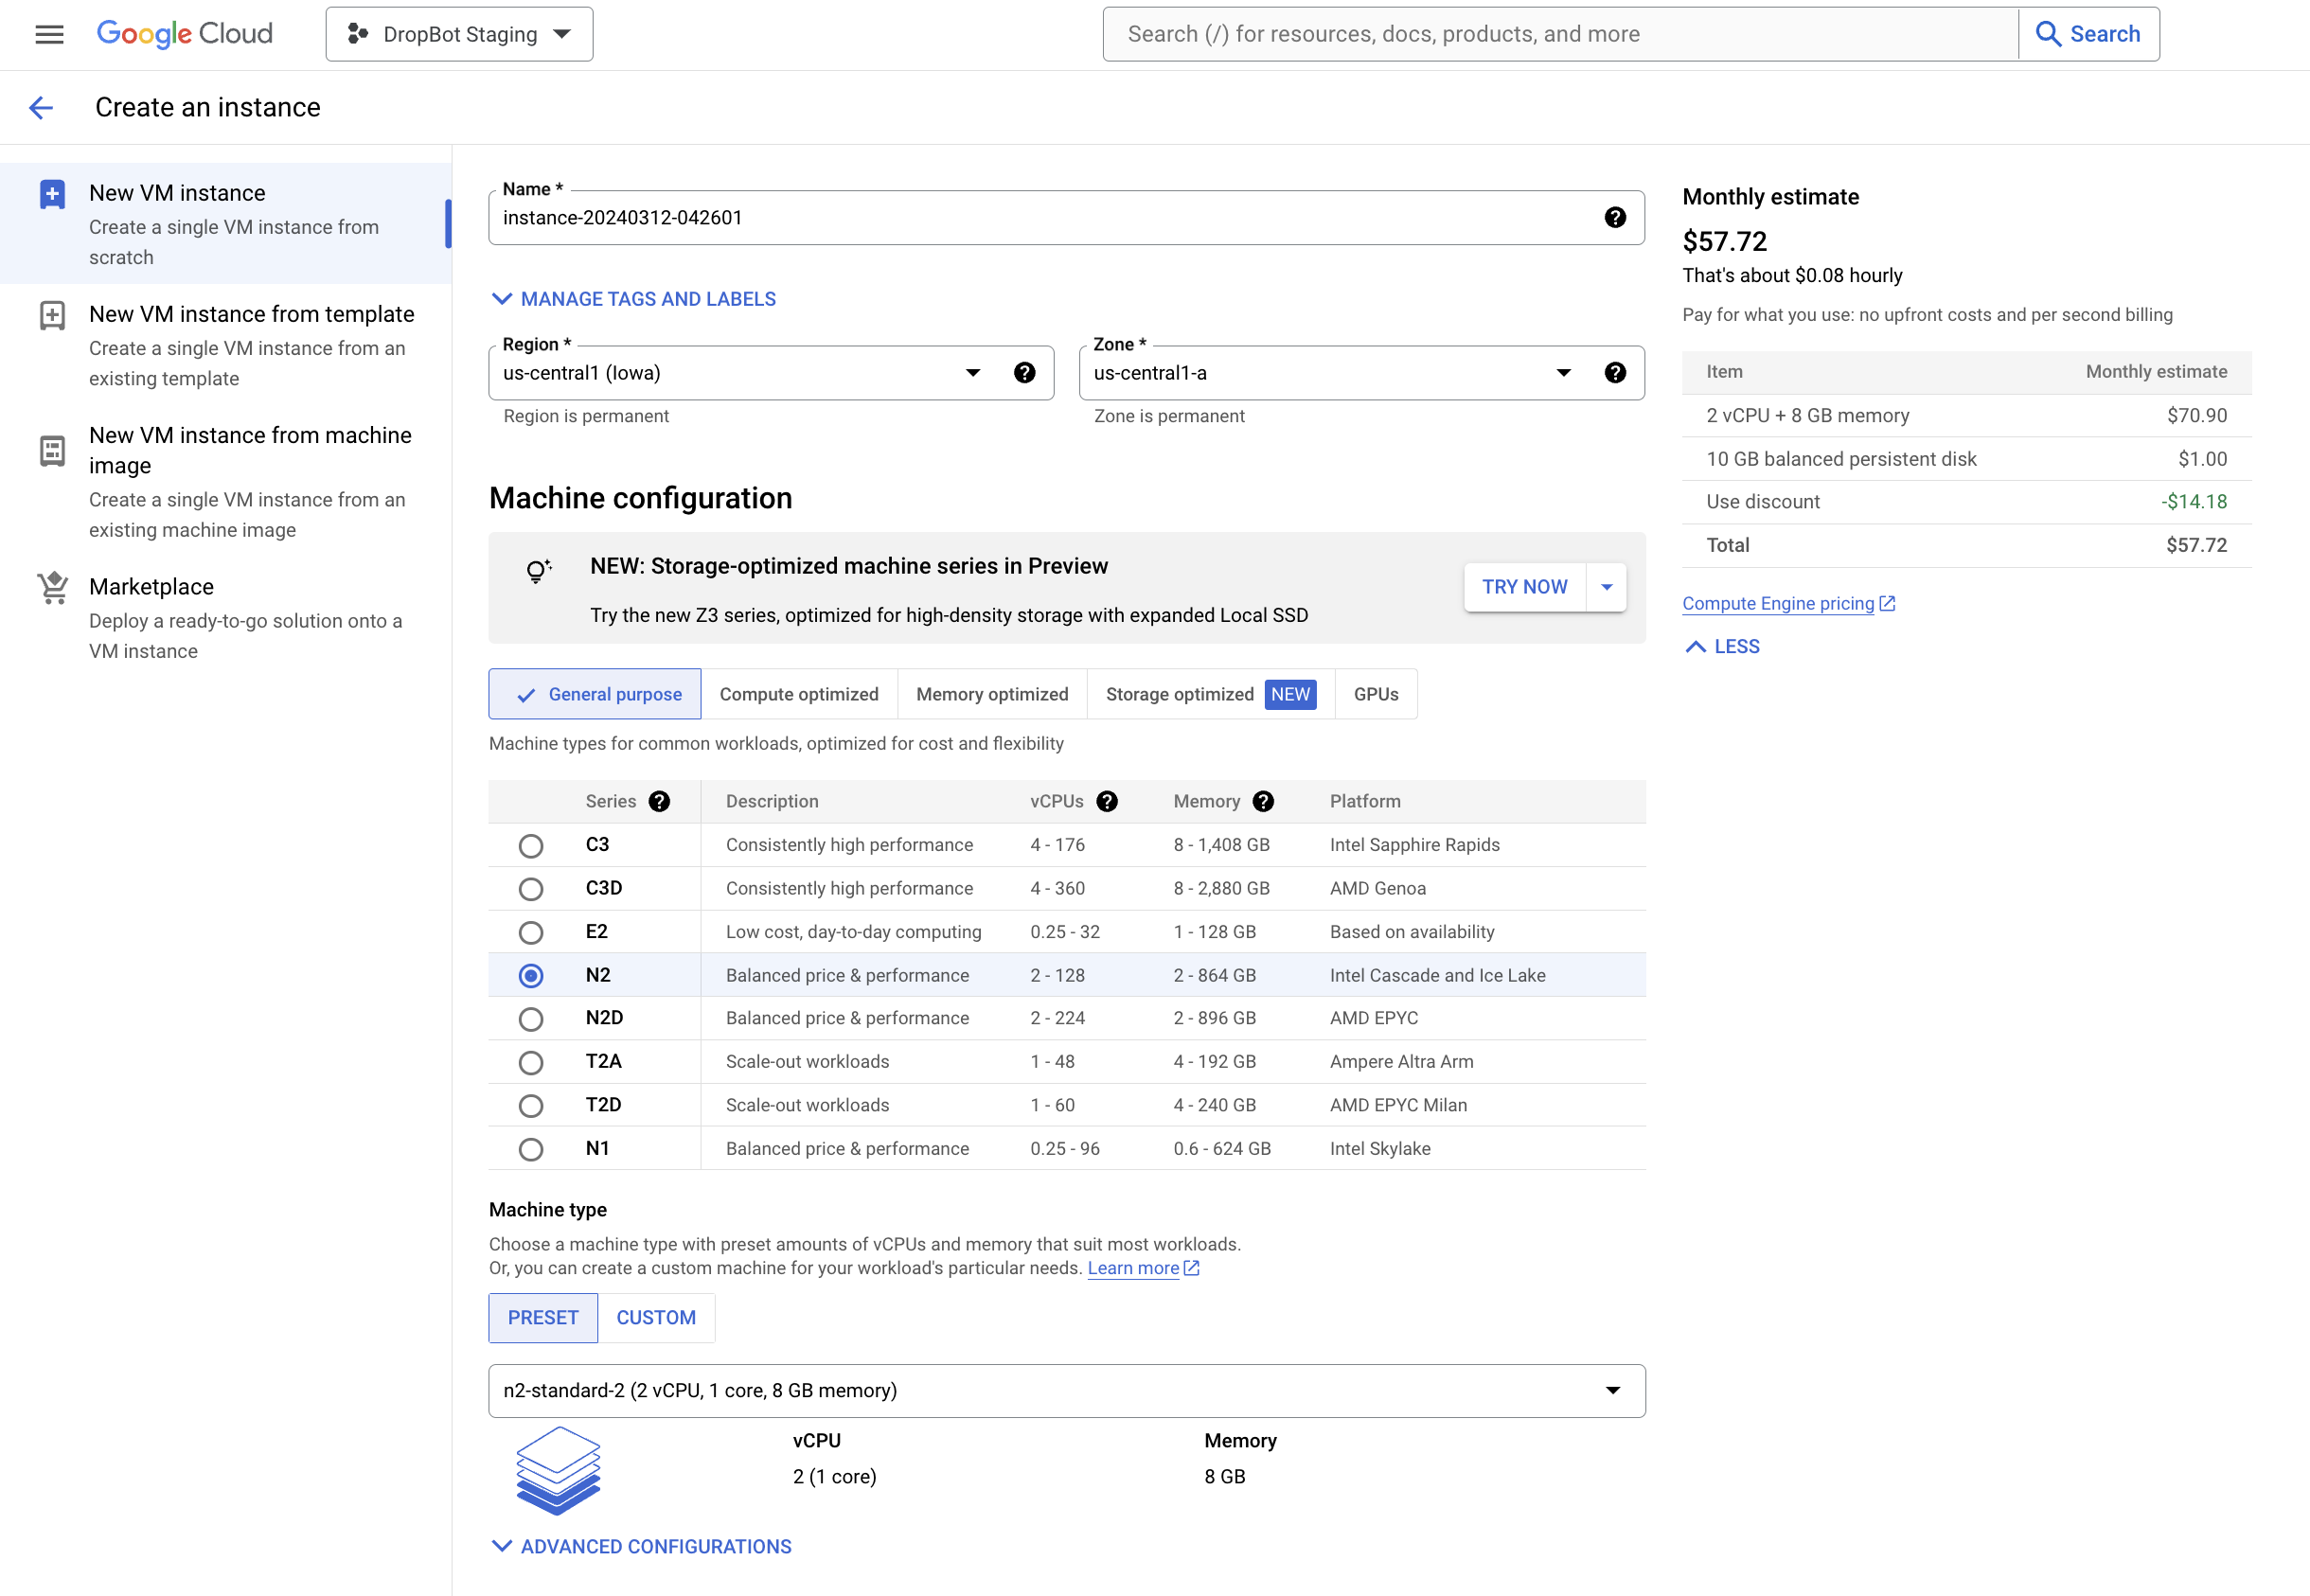 Google Cloud
DropBot Staging
Search (/) for resources, docs, products, and more
Search
Create an instance
New VM instance
Create a single VM instance from
scratch
New VM instance from template
Create a single VM instance from an
existing template
New VM instance from machine
image
Create a single VM instance from an
existing machine image
Marketplace
Deploy a ready-to-go solution onto a
VM instance
Name *
instance-20240312-042601
MANAGE TAGS AND LABELS
Region *
us-central1 (Iowa)
Region is permanent
Zone *
us-central1-a
Zone is permanent
Machine configuration
NEW: Storage-optimized machine series in Preview
Try the new Z3 series, optimized for high-density storage with expanded Local SSD
TRY NOW
General purpose Compute optimized Memory optimized Storage optimized NEW GPUs
Machine types for common workloads, optimized for cost and flexibility
Series Description vCPUs Memory Platform
C3 Consistently high performance 4 - 176 8 - 1,408 GB Intel Sapphire Rapids
C3D Consistently high performance 4 - 360 8 - 2,880 GB AMD Genoa
E2 Low cost, day-to-day computing 0.25 - 32 1 - 128 GB Based on availability
N2 Balanced price & performance 2 - 128 2 - 864 GB Intel Cascade and Ice Lake
N2D Balanced price & performance 2 - 224 2 - 896 GB AMD EPYC
T2A Scale-out workloads 1 - 48 4 - 192 GB Ampere Altra Arm
T2D Scale-out workloads 1 - 60 4 - 240 GB AMD EPYC Milan
N1 Balanced price & performance 0.25 - 96 0.6 - 624 GB Intel Skylake
Machine type
Choose a machine type with preset amounts of vCPUs and memory that suit most workloads.
Or, you can create a custom machine for your workload's particular needs. Learn more
PRESET CUSTOM
n2-standard-2 (2 vCPU, 1 core, 8 GB memory)
vCPU Memory
2 (1 core) 8 GB
ADVANCED CONFIGURATIONS
Monthly estimate
$57.72
That's about $0.08 hourly
Pay for what you use: no upfront costs and per second billing
Item Monthly estimate
2 vCPU + 8 GB memory $70.90
10 GB balanced persistent disk $1.00
Use discount -$14.18
Total $57.72
Compute Engine pricing
LESS